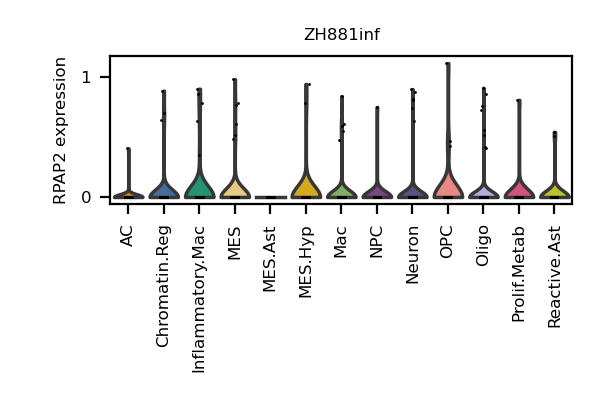 ZH881inf
RPAP2 expression
1
0
AC
Chromatin.Reg
Inflammatory.Mac
MES
MES.Ast
MES.Hyp
Mac
NPC
Neuron
OPC
Oligo
Prolif.Metab
Reactive.Ast